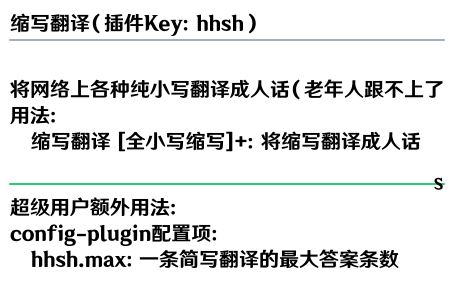 缩写翻译(插件Key: hhsh)
将网络上各种纯小写翻译成人话(老年人跟不上了
用法:
缩写翻译 [全小写缩写]+: 将缩写翻译成人话
s
超级用户额外用法:
config-plugin配置项:
hhsh.max: 一条简写翻译的最大答案条数